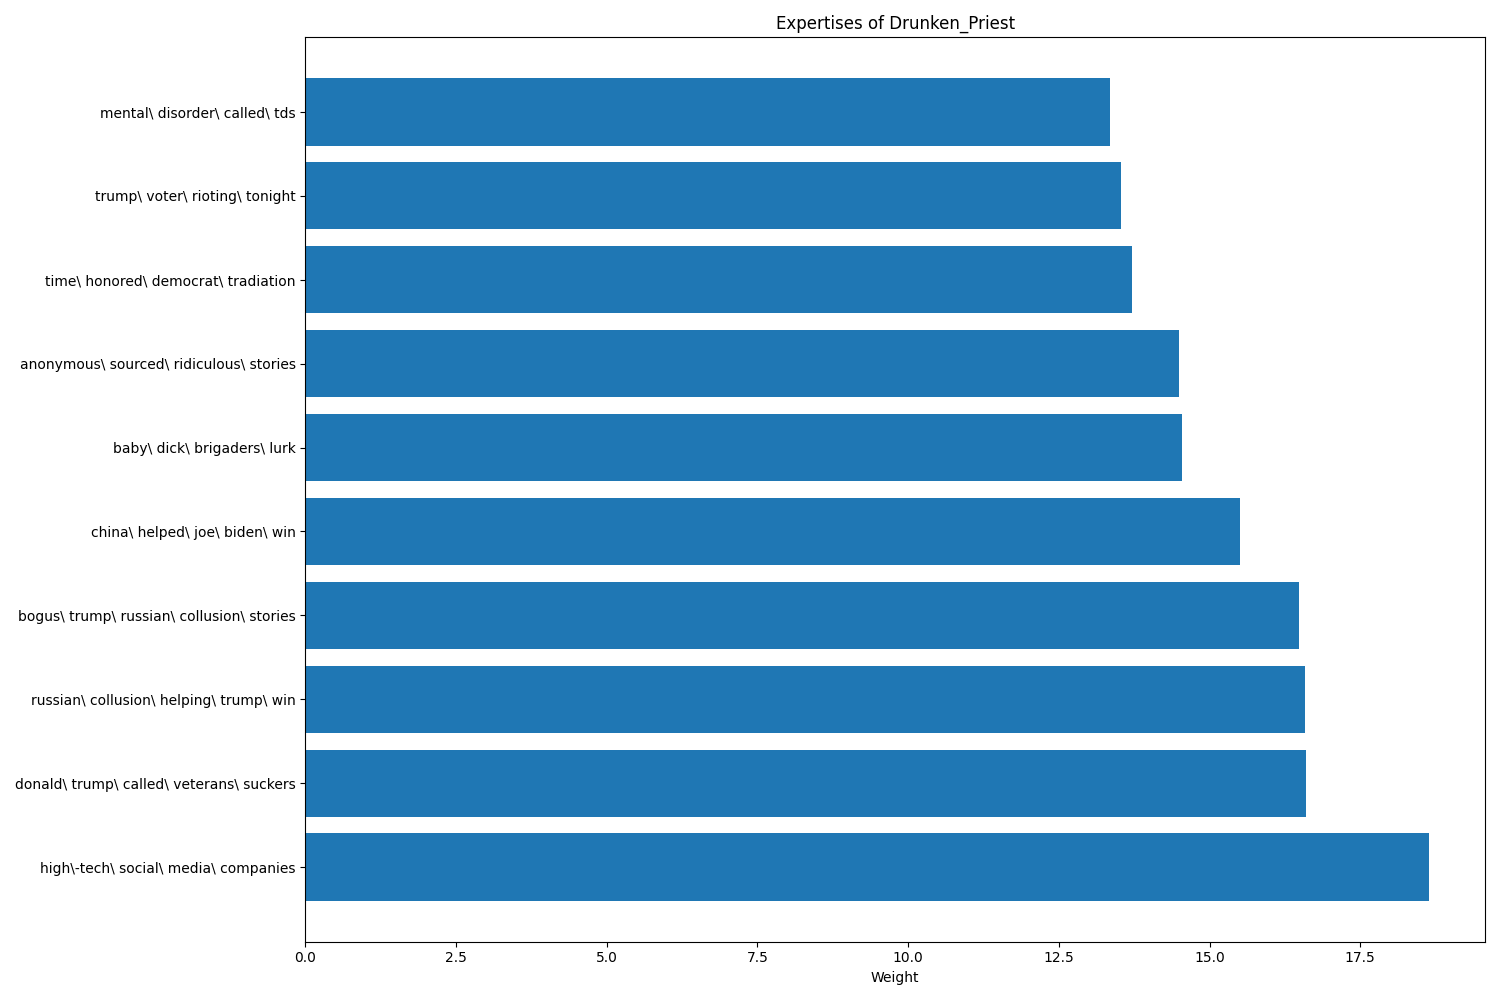 Expertises of Drunken_Priest
mental\ disorder\ called\ tds
trump\ voter\ rioting\ tonight
time\ honored\ democrat\ tradiation
anonymous\ sourced\ ridiculous\ stories
baby\ dick\ brigaders\ lurk
china\ helped\ joe\ biden\ win
bogus\ trump\ russian\ collusion\ stories
russian\ collusion\ helping\ trump\ win
donald\ trump\ called\ veterans\ suckers
high\-tech\ social\ media\ companies
0.0 2.5 5.0 7.5 10.0 12.5 15.0 17.5
Weight